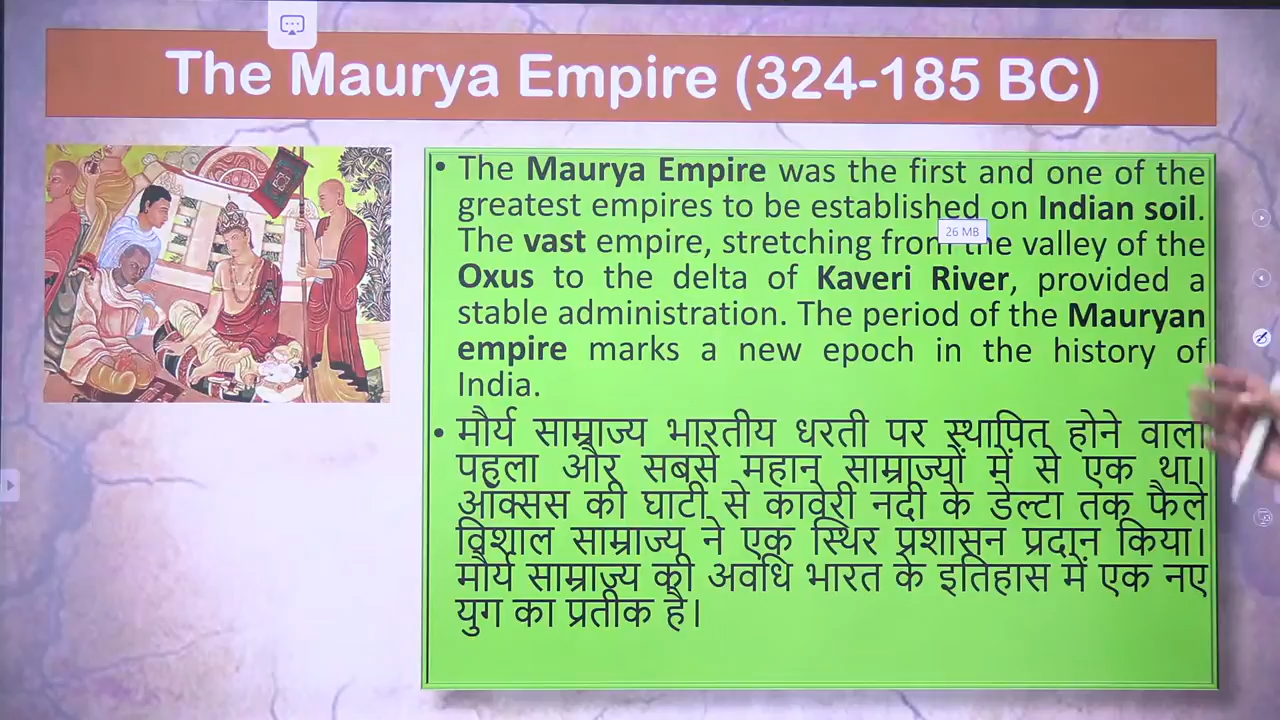 The Maurya Empire (324-185 BC)
• The Maurya Empire was the first and one of the
greatest empires to be established on Indian soil.
The vast empire, stretching from the valley of the
26 MB
Oxus to the delta of Kaveri River, provided a
stable administration. The period of the Mauryan
empire marks a new epoch in the history of
India.
• मौर्य साम्राज्य भारतीय धरती पर स्थापित होने वाला
पहला और सबसे महान साम्राज्यों में से एक था।
ऑक्सस की घाटी से कावेरी नदी के डेल्टा तक फैले
विशाल साम्राज्य ने एक स्थिर प्रशासन प्रदान किया।
मौर्य साम्राज्य की अवधि भारत के इतिहास में एक नए
युग का प्रतीक है।